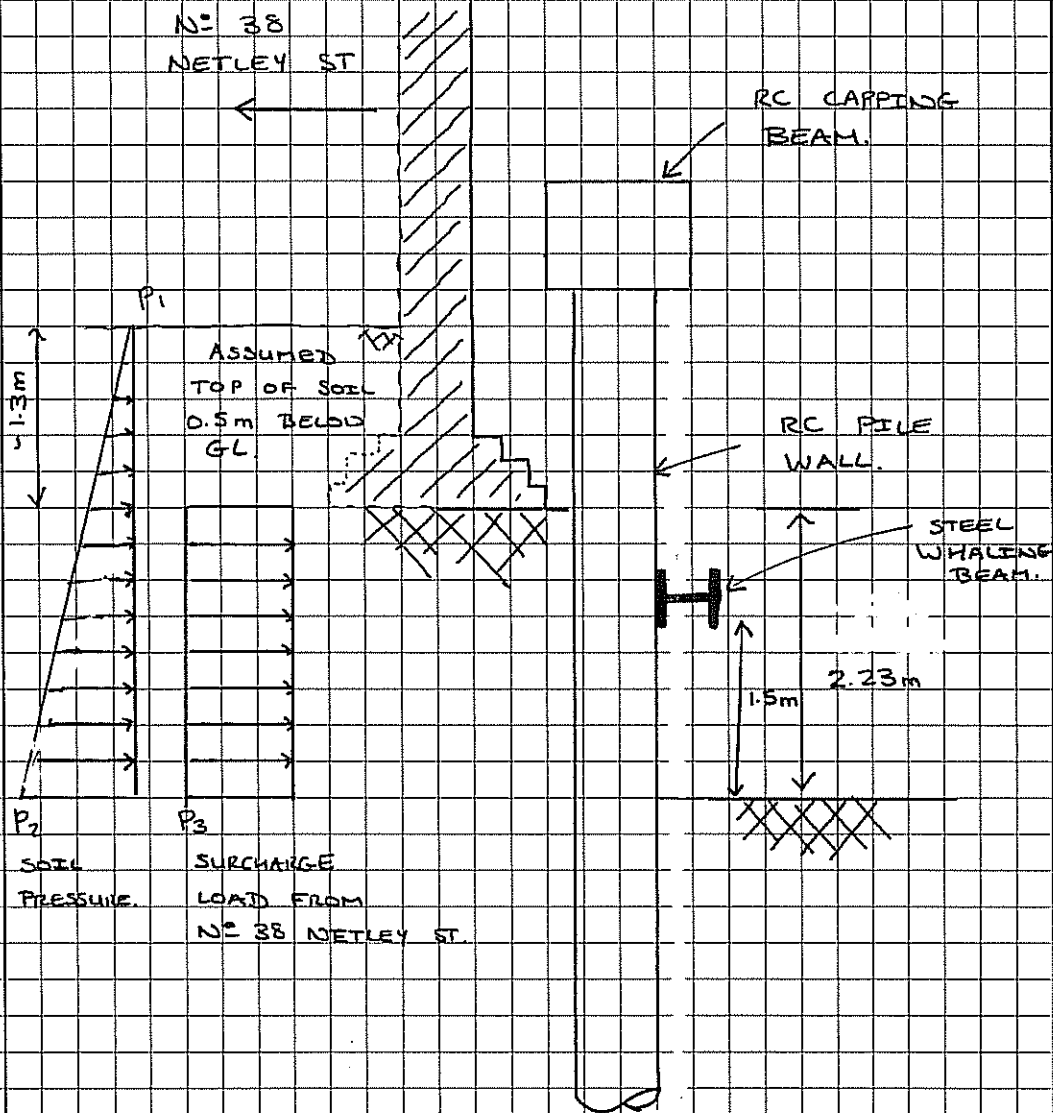 Nº 38
NETLEY ST
RC CAPPING
BEAM.
P1
ASSUMED
TOP OF SOIL
0.5m BELOW
GL.
~1.3m
RC PILE
WALL.
STEEL
WHALING
BEAM.
2.23m
1.5m
P2
P3
SOIL
PRESSURE.
SURCHARGE
LOAD FROM
Nº 38 NETLEY ST.